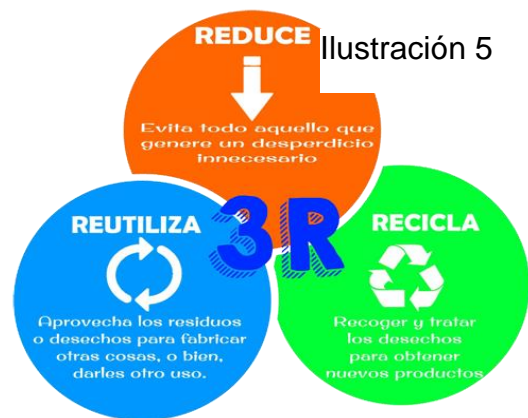 REDUCE
Ilustración 5
Evita todo aquello que
genere un desperdicio
innecesario
3R
REUTILIZA
Aprovecha los residuos
o desechos para fabricar
otras cosas, o bien,
darles otro uso.
RECICLA
Recoger y tratar
los desechos
para obtener
nuevos productos